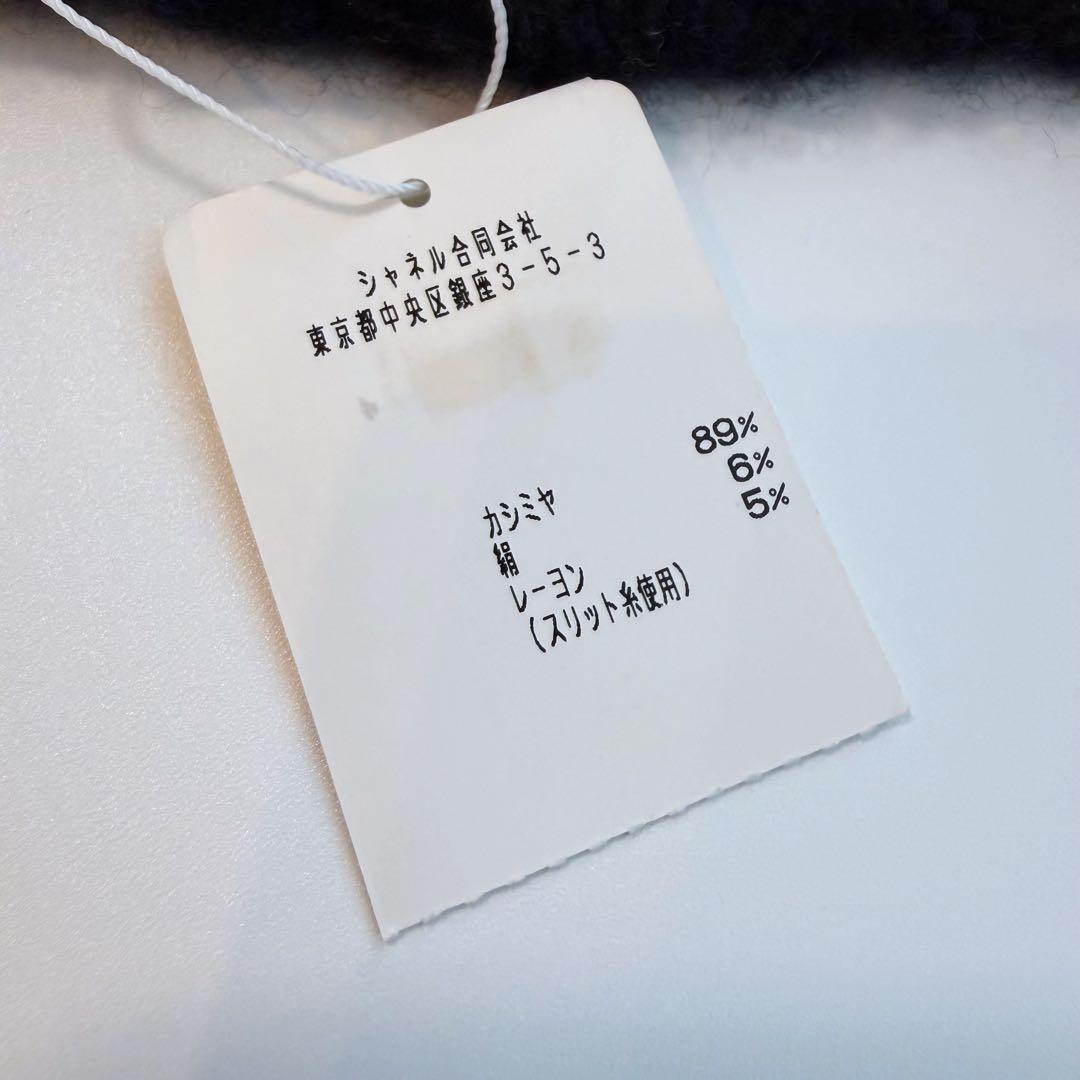 シャネル合同会社
東京都中央区銀座3-5-3
カシミヤ 89%
絹 6%
レーヨン 5%
(スリット糸使用)